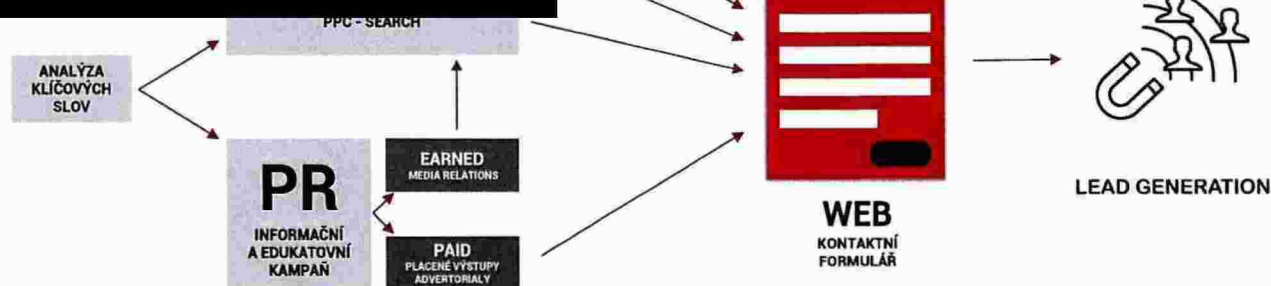 PPC - SEARCH
ANALÝZA
KLÍČOVÝCH
SLOV
PR
INFORMAČNÍ
A EDUKATOVNÍ
KAMPAŇ
EARNED
MEDIA RELATIONS
PAID
PLACENÉ VÝSTUPY
ADVERTORIALY
WEB
KONTAKTNÍ
FORMULÁŘ
LEAD GENERATION